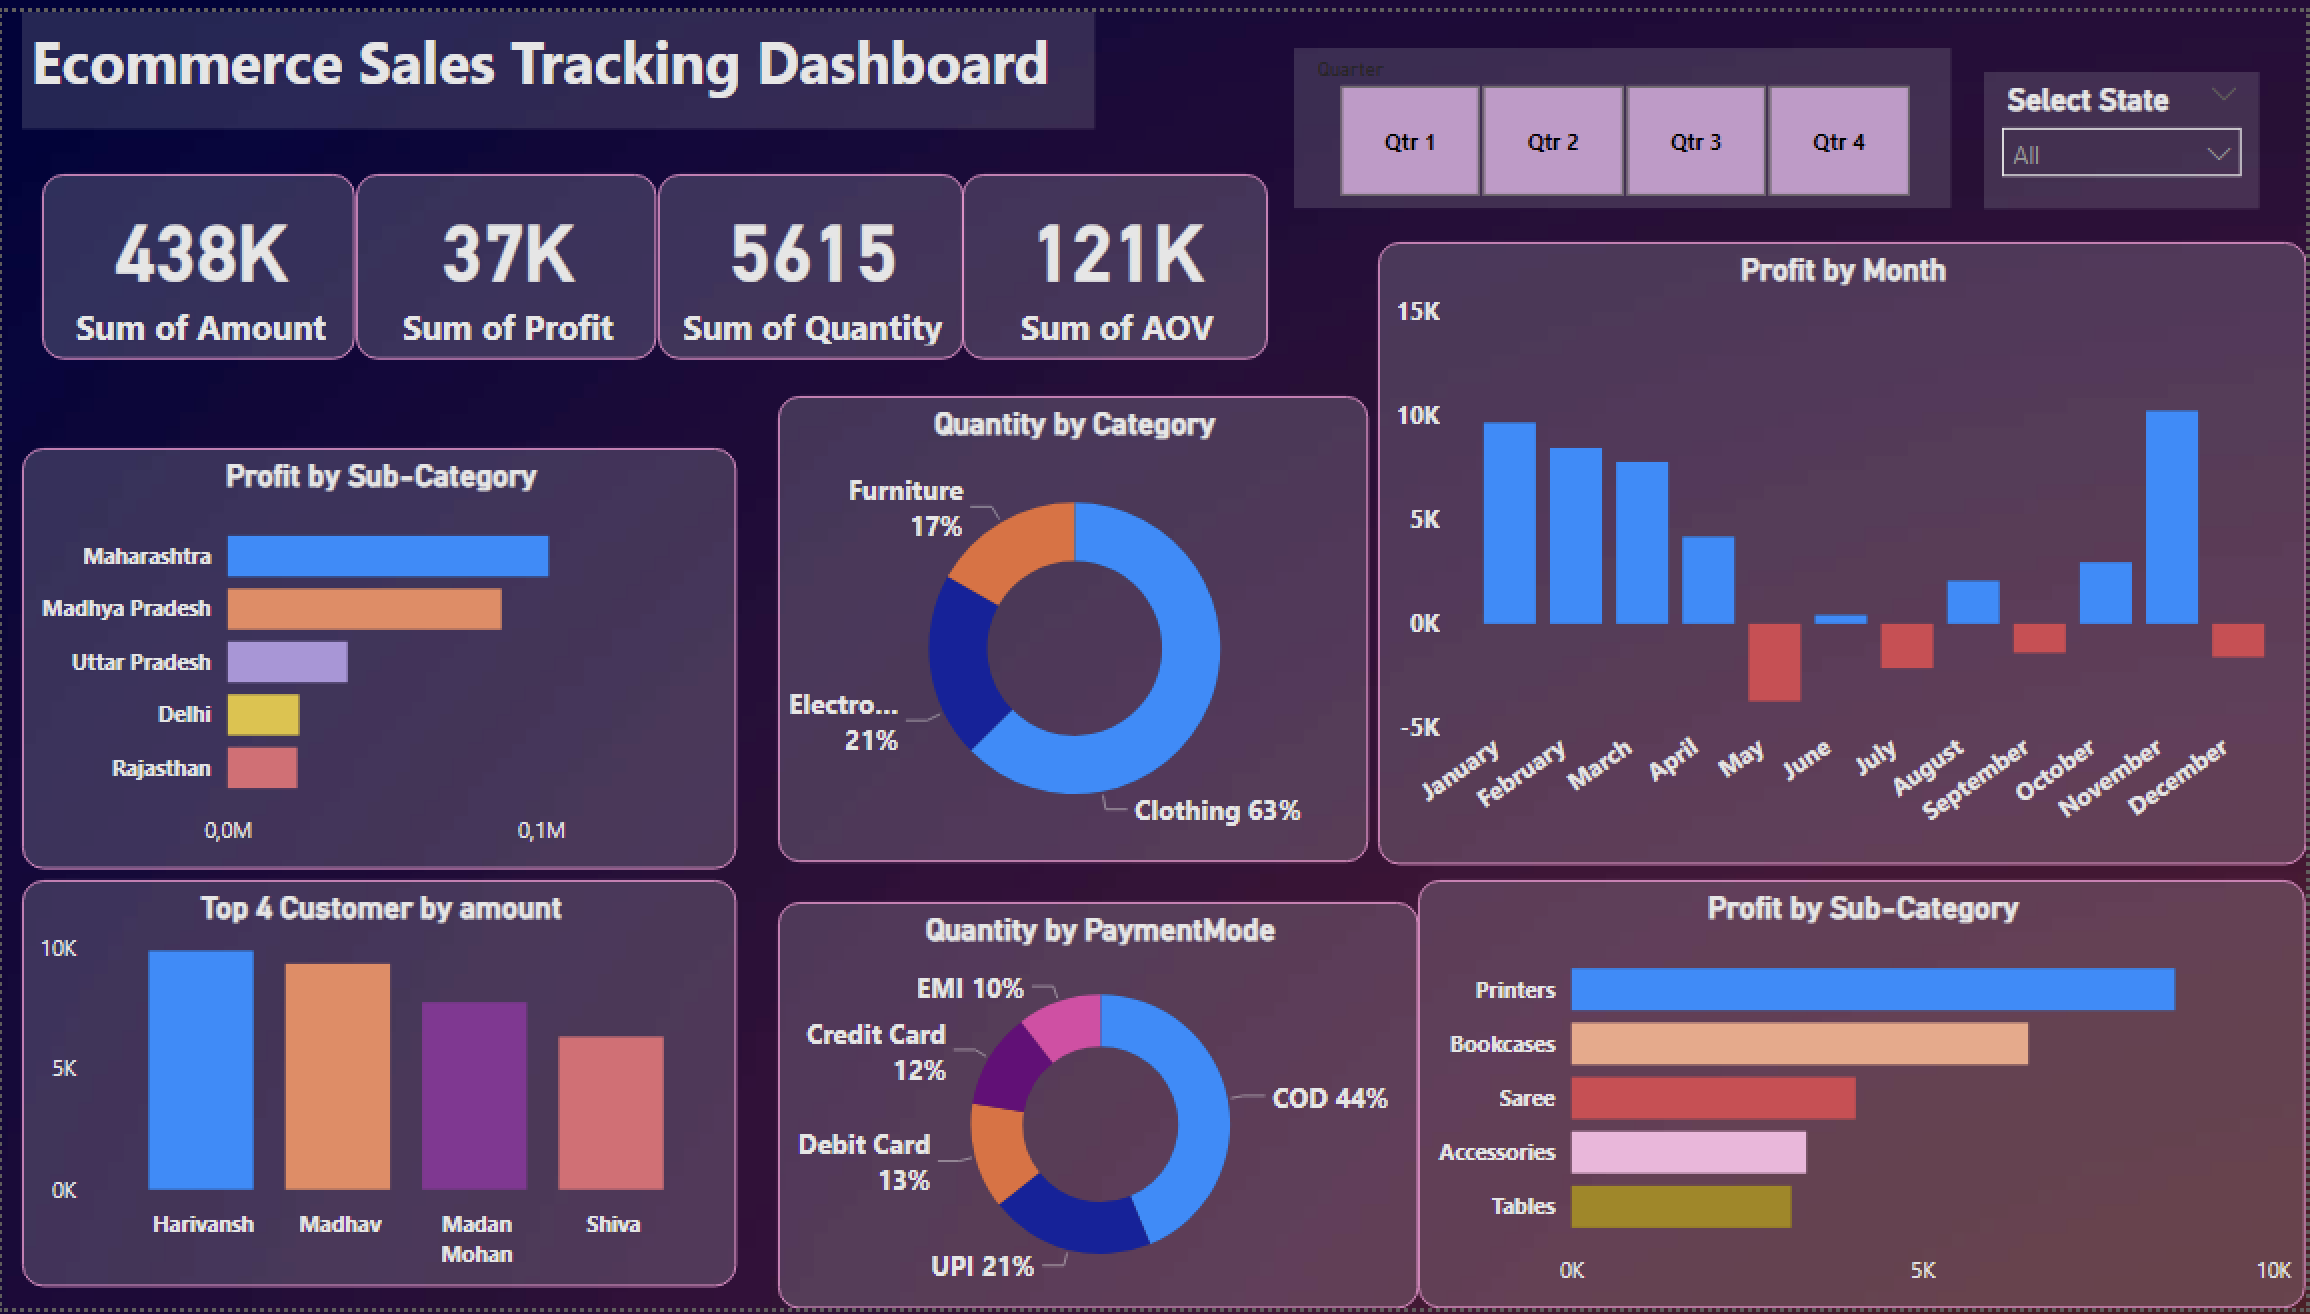 Ecommerce Sales Tracking Dashboard
Quarter
Qtr 1 Qtr 2 Qtr 3 Qtr 4
Select State
All
438K
Sum of Amount
37K
Sum of Profit
5615
Sum of Quantity
121K
Sum of AOV
Profit by Month
15K
10K
5K
0K
-5K
January
February
March
April
May
June
July
August
September
October
November
December
Quantity by Category
Furniture
17%
Electro...
21%
Clothing 63%
Profit by Sub-Category
Maharashtra
Madhya Pradesh
Uttar Pradesh
Delhi
Rajasthan
0,0M 0,1M
Top 4 Customer by amount
10K
5K
0K
Harivansh
Madhav
Madan
Mohan
Shiva
Quantity by PaymentMode
EMI 10%
Credit Card
12%
Debit Card
13%
UPI 21%
COD 44%
Profit by Sub-Category
Printers
Bookcases
Saree
Accessories
Tables
0K 5K 10K